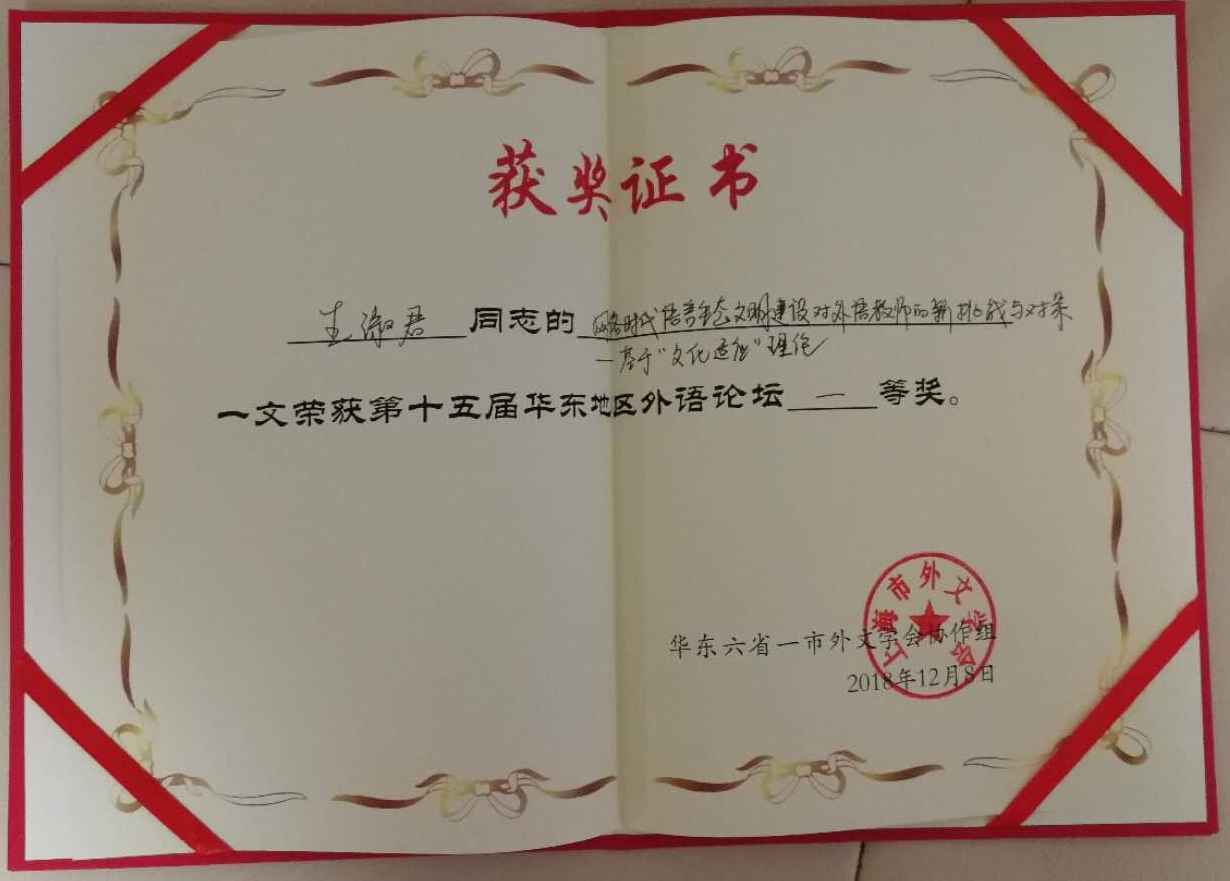 获奖证书
王淑君同志的网络时代语言生态文明建设对外语教师的新挑战与对策
—基于“文化适应”理论
一文荣获第十五届华东地区外语论坛一等奖。
上海市外文学会
华东六省一市外文学会协作组
2018年12月8日